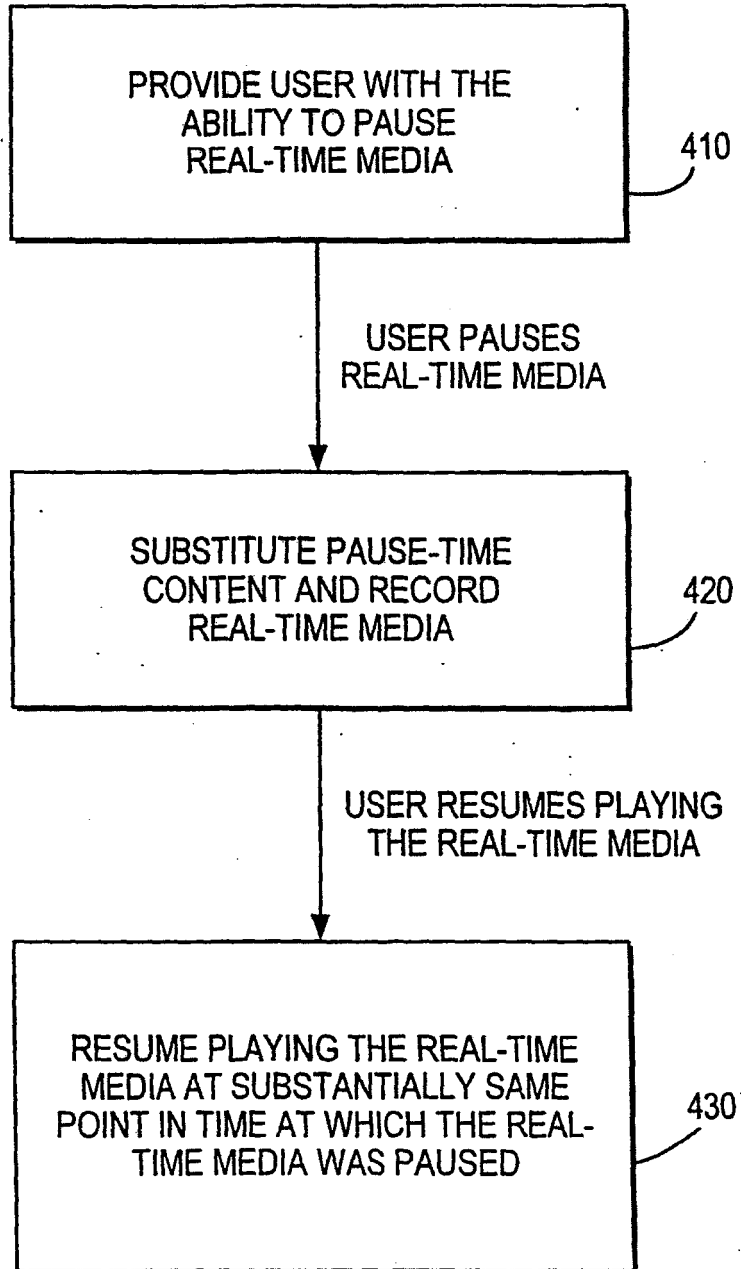 PROVIDE USER WITH THE
ABILITY TO PAUSE
REAL-TIME MEDIA
410
USER PAUSES
REAL-TIME MEDIA
SUBSTITUTE PAUSE-TIME
CONTENT AND RECORD
REAL-TIME MEDIA
420
USER RESUMES PLAYING
THE REAL-TIME MEDIA
RESUME PLAYING THE REAL-TIME
MEDIA AT SUBSTANTIALLY SAME
POINT IN TIME AT WHICH THE REAL-
TIME MEDIA WAS PAUSED
430